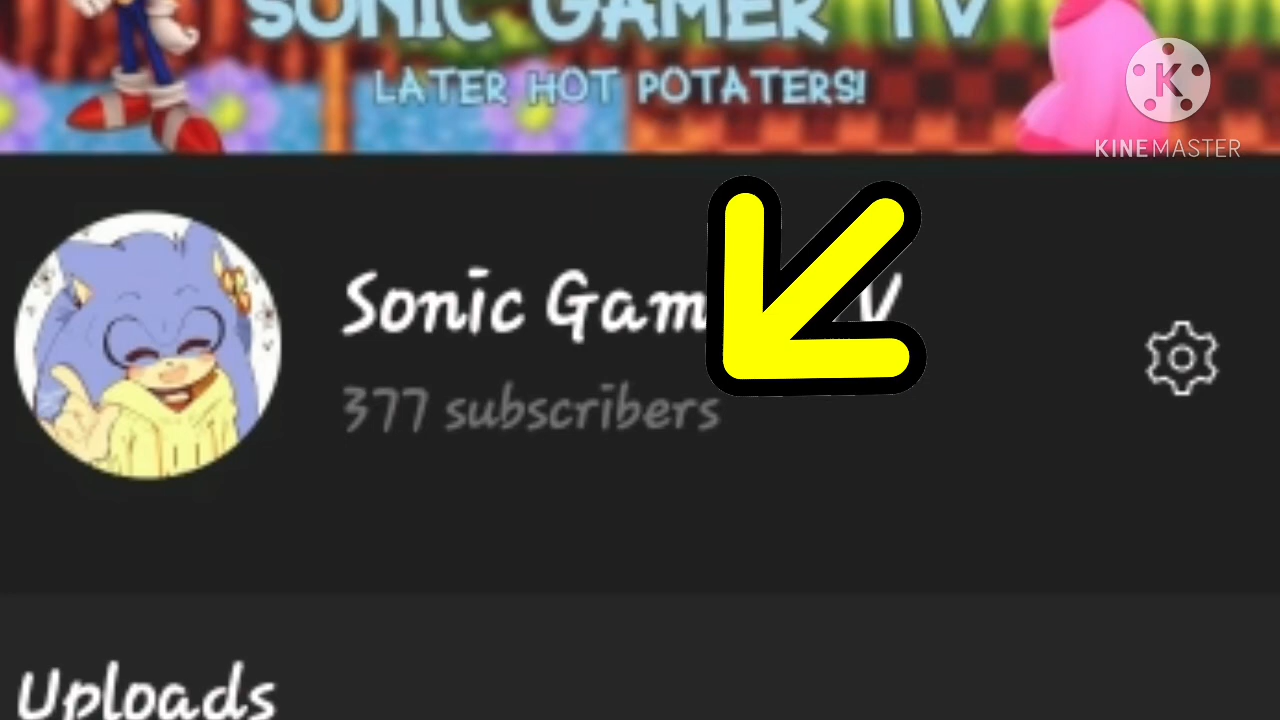 SONIC GAMER TV
LATER HOT POTATERS!
K
KINEMASTER
Sonic Gam V
377 subscribers
Uploads